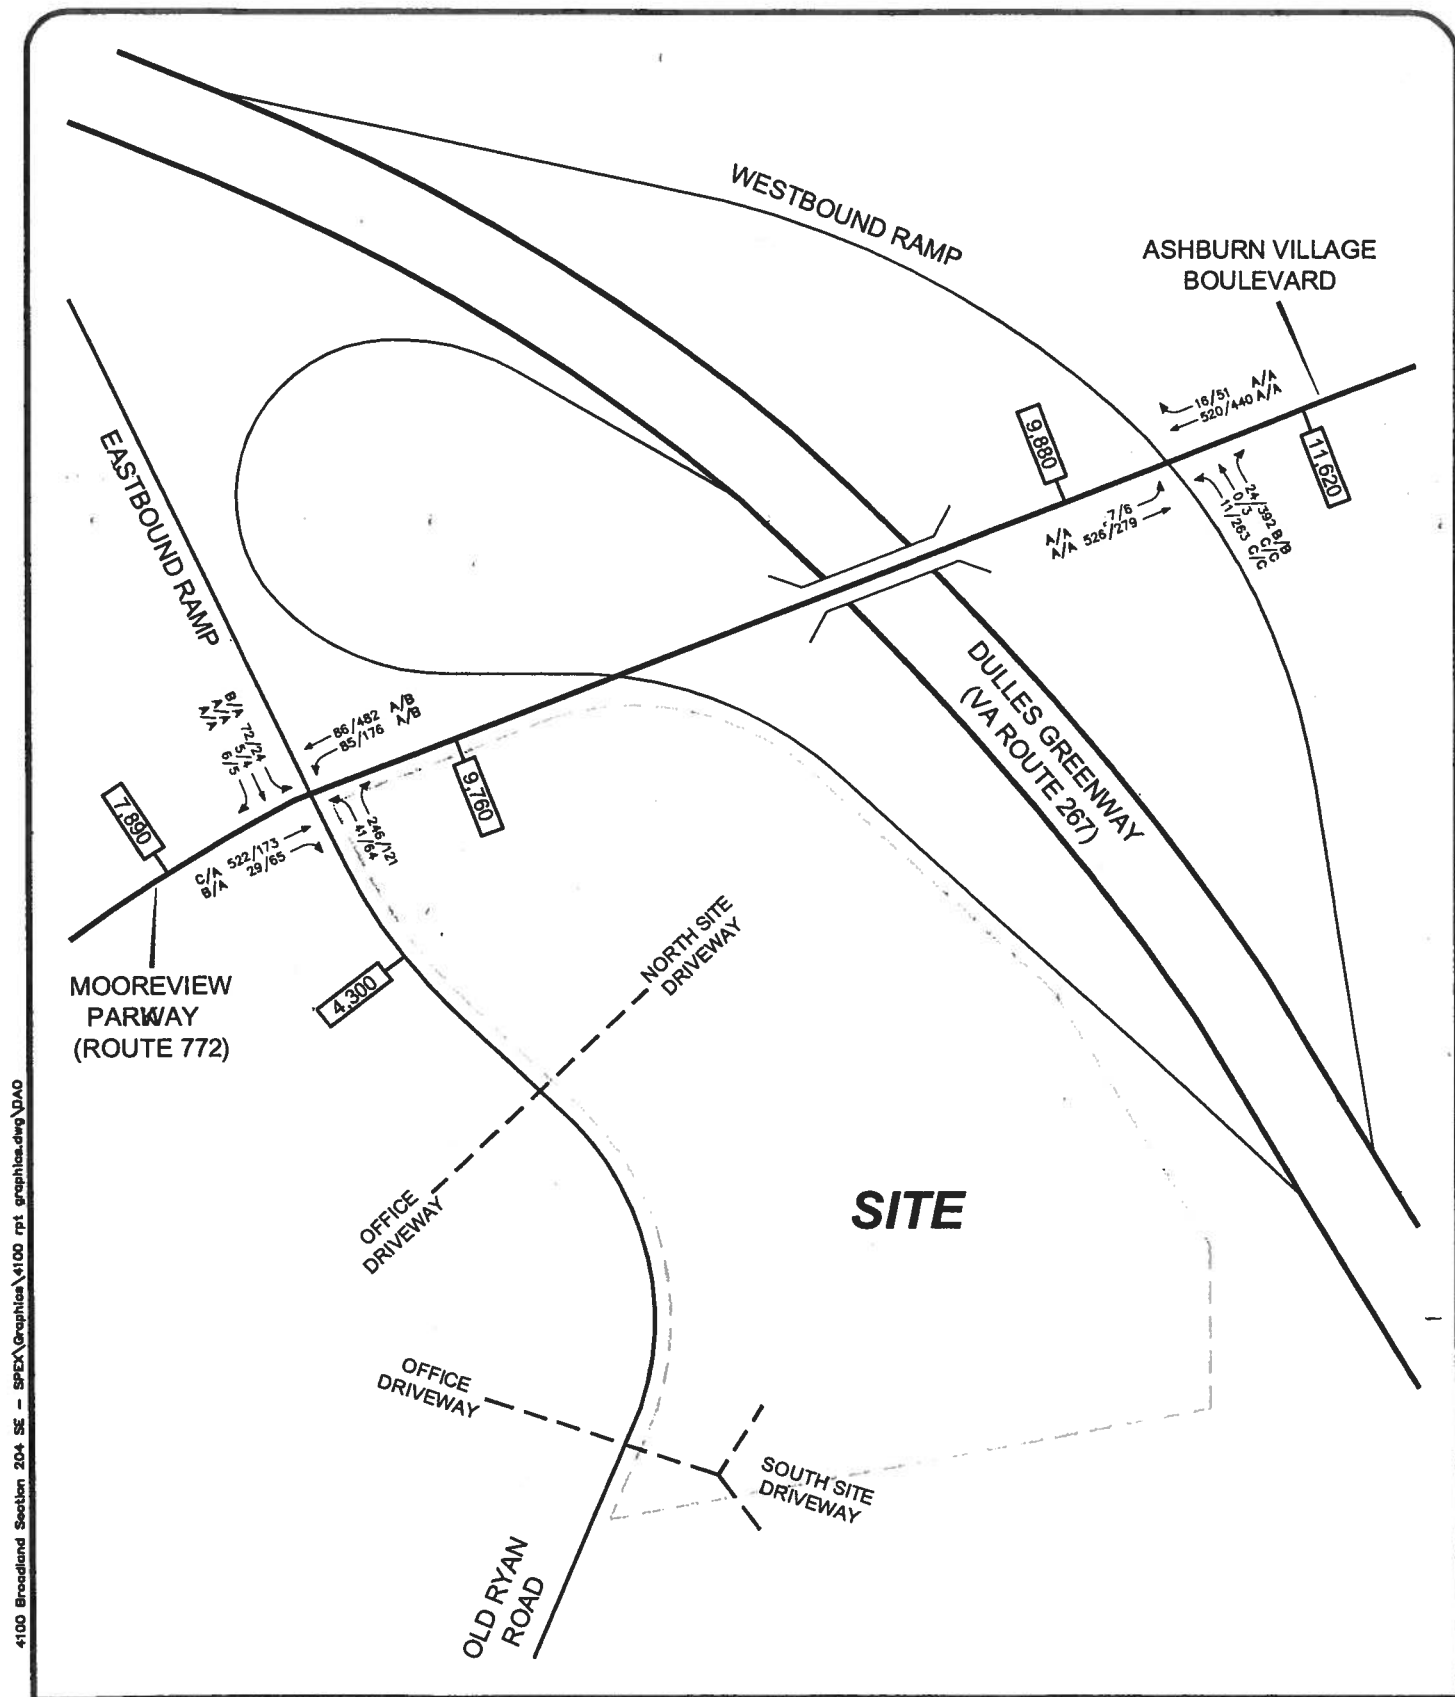 WESTBOUND RAMP
ASHBURN VILLAGE
BOULEVARD
16/51 A/A
520/440 A/A
9,880
11,620
A/A 7/6
A/A 526/279
24/392 B/B
0/3 C/C
11/263 C/C
EASTBOUND RAMP
DULLES GREENWAY
(VA ROUTE 267)
B/A 72/24
A/A 5/4
A/A 6/5
86/482 A/B
85/176 A/B
9,760
7,890
C/A 522/173
B/A 29/65
246/121
41/64
MOOREVIEW
PARKWAY
(ROUTE 772)
4,300
NORTH SITE
DRIVEWAY
OFFICE
DRIVEWAY
SITE
OFFICE
DRIVEWAY
SOUTH SITE
DRIVEWAY
OLD RYAN
ROAD
4100 Broadland Section 204 SE - SPEX\Graphics\4100 rpt graphics.dwg\DAO